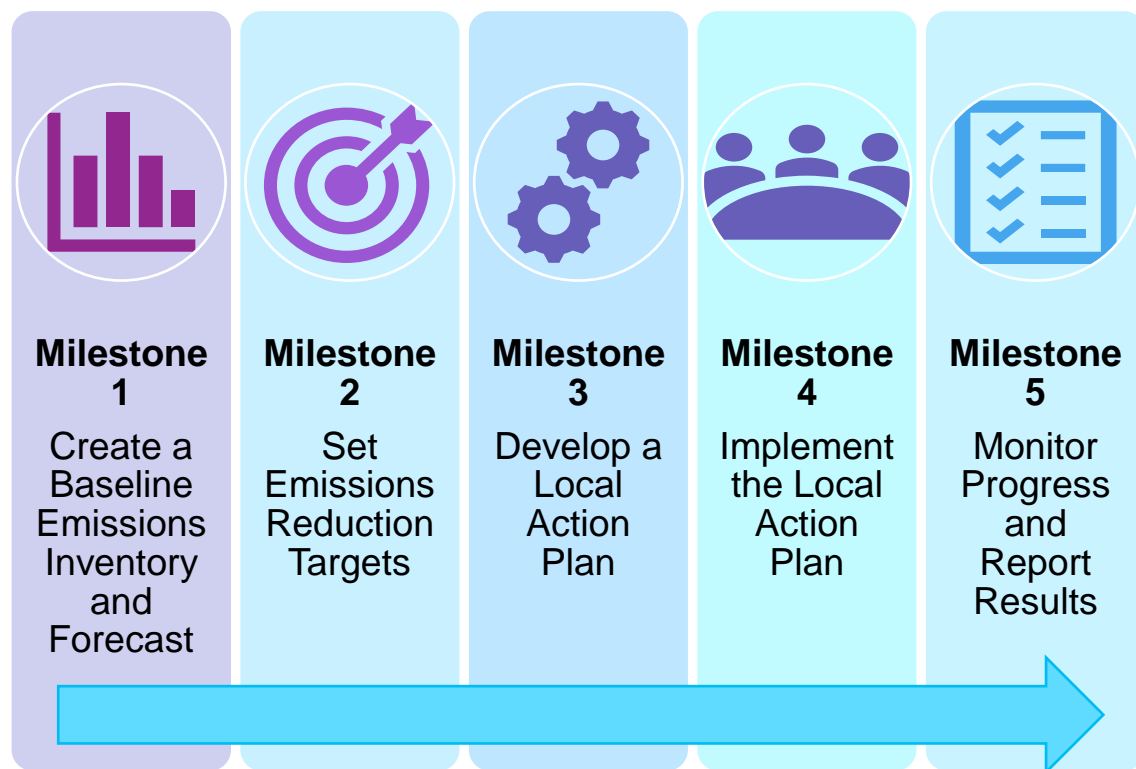 Milestone
1
Create a
Baseline
Emissions
Inventory
and
Forecast
Milestone
2
Set
Emissions
Reduction
Targets
Milestone
3
Develop a
Local
Action
Plan
Milestone
4
Implement
the Local
Action
Plan
Milestone
5
Monitor
Progress
and
Report
Results